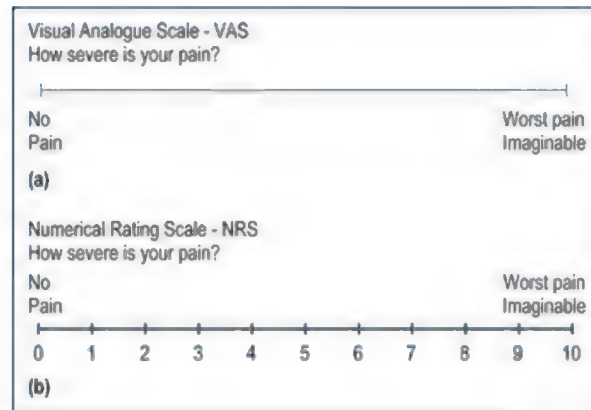 Visual Analogue Scale - VAS
How severe is your pain?
No Worst pain
Pain Imaginable
(a)
Numerical Rating Scale - NRS
How severe is your pain?
No Worst pain
Pain Imaginable
0 1 2 3 4 5 6 7 8 9 10
(b)